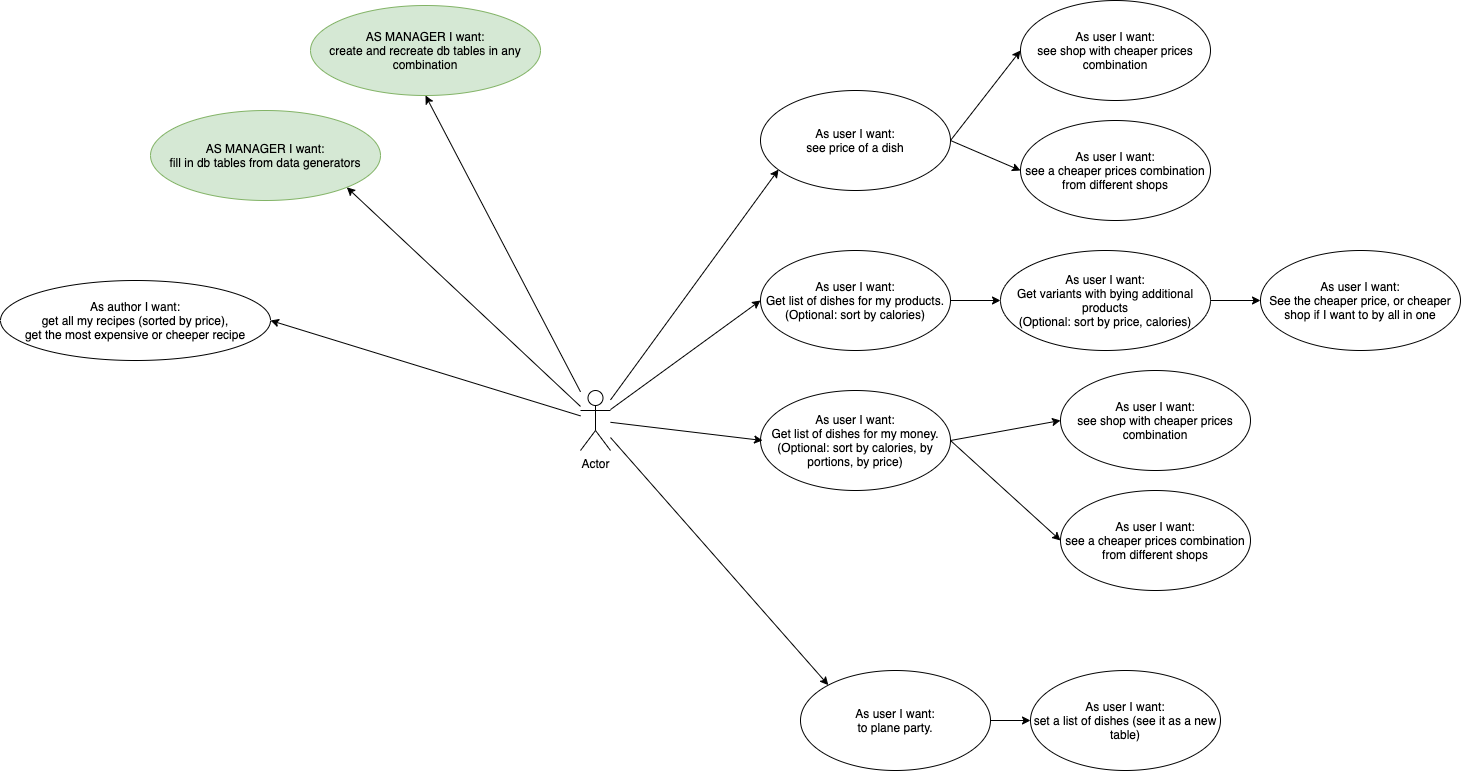 AS MANAGER I want:
create and recreate db tables in any
combination
AS MANAGER I want:
fill in db tables from data generators
As author I want:
get all my recipes (sorted by price),
get the most expensive or cheeper recipe
Actor
As user I want:
see price of a dish
As user I want:
see shop with cheaper prices
combination
As user I want:
see a cheaper prices combination
from different shops
As user I want:
Get list of dishes for my products.
(Optional: sort by calories)
As user I want:
Get variants with bying additional
products
(Optional: sort by price, calories)
As user I want:
See the cheaper price, or cheaper
shop if I want to by all in one
As user I want:
Get list of dishes for my money.
(Optional: sort by calories, by
portions, by price)
As user I want:
see shop with cheaper prices
combination
As user I want:
see a cheaper prices combination
from different shops
As user I want:
to plane party.
As user I want:
set a list of dishes (see it as a new
table)